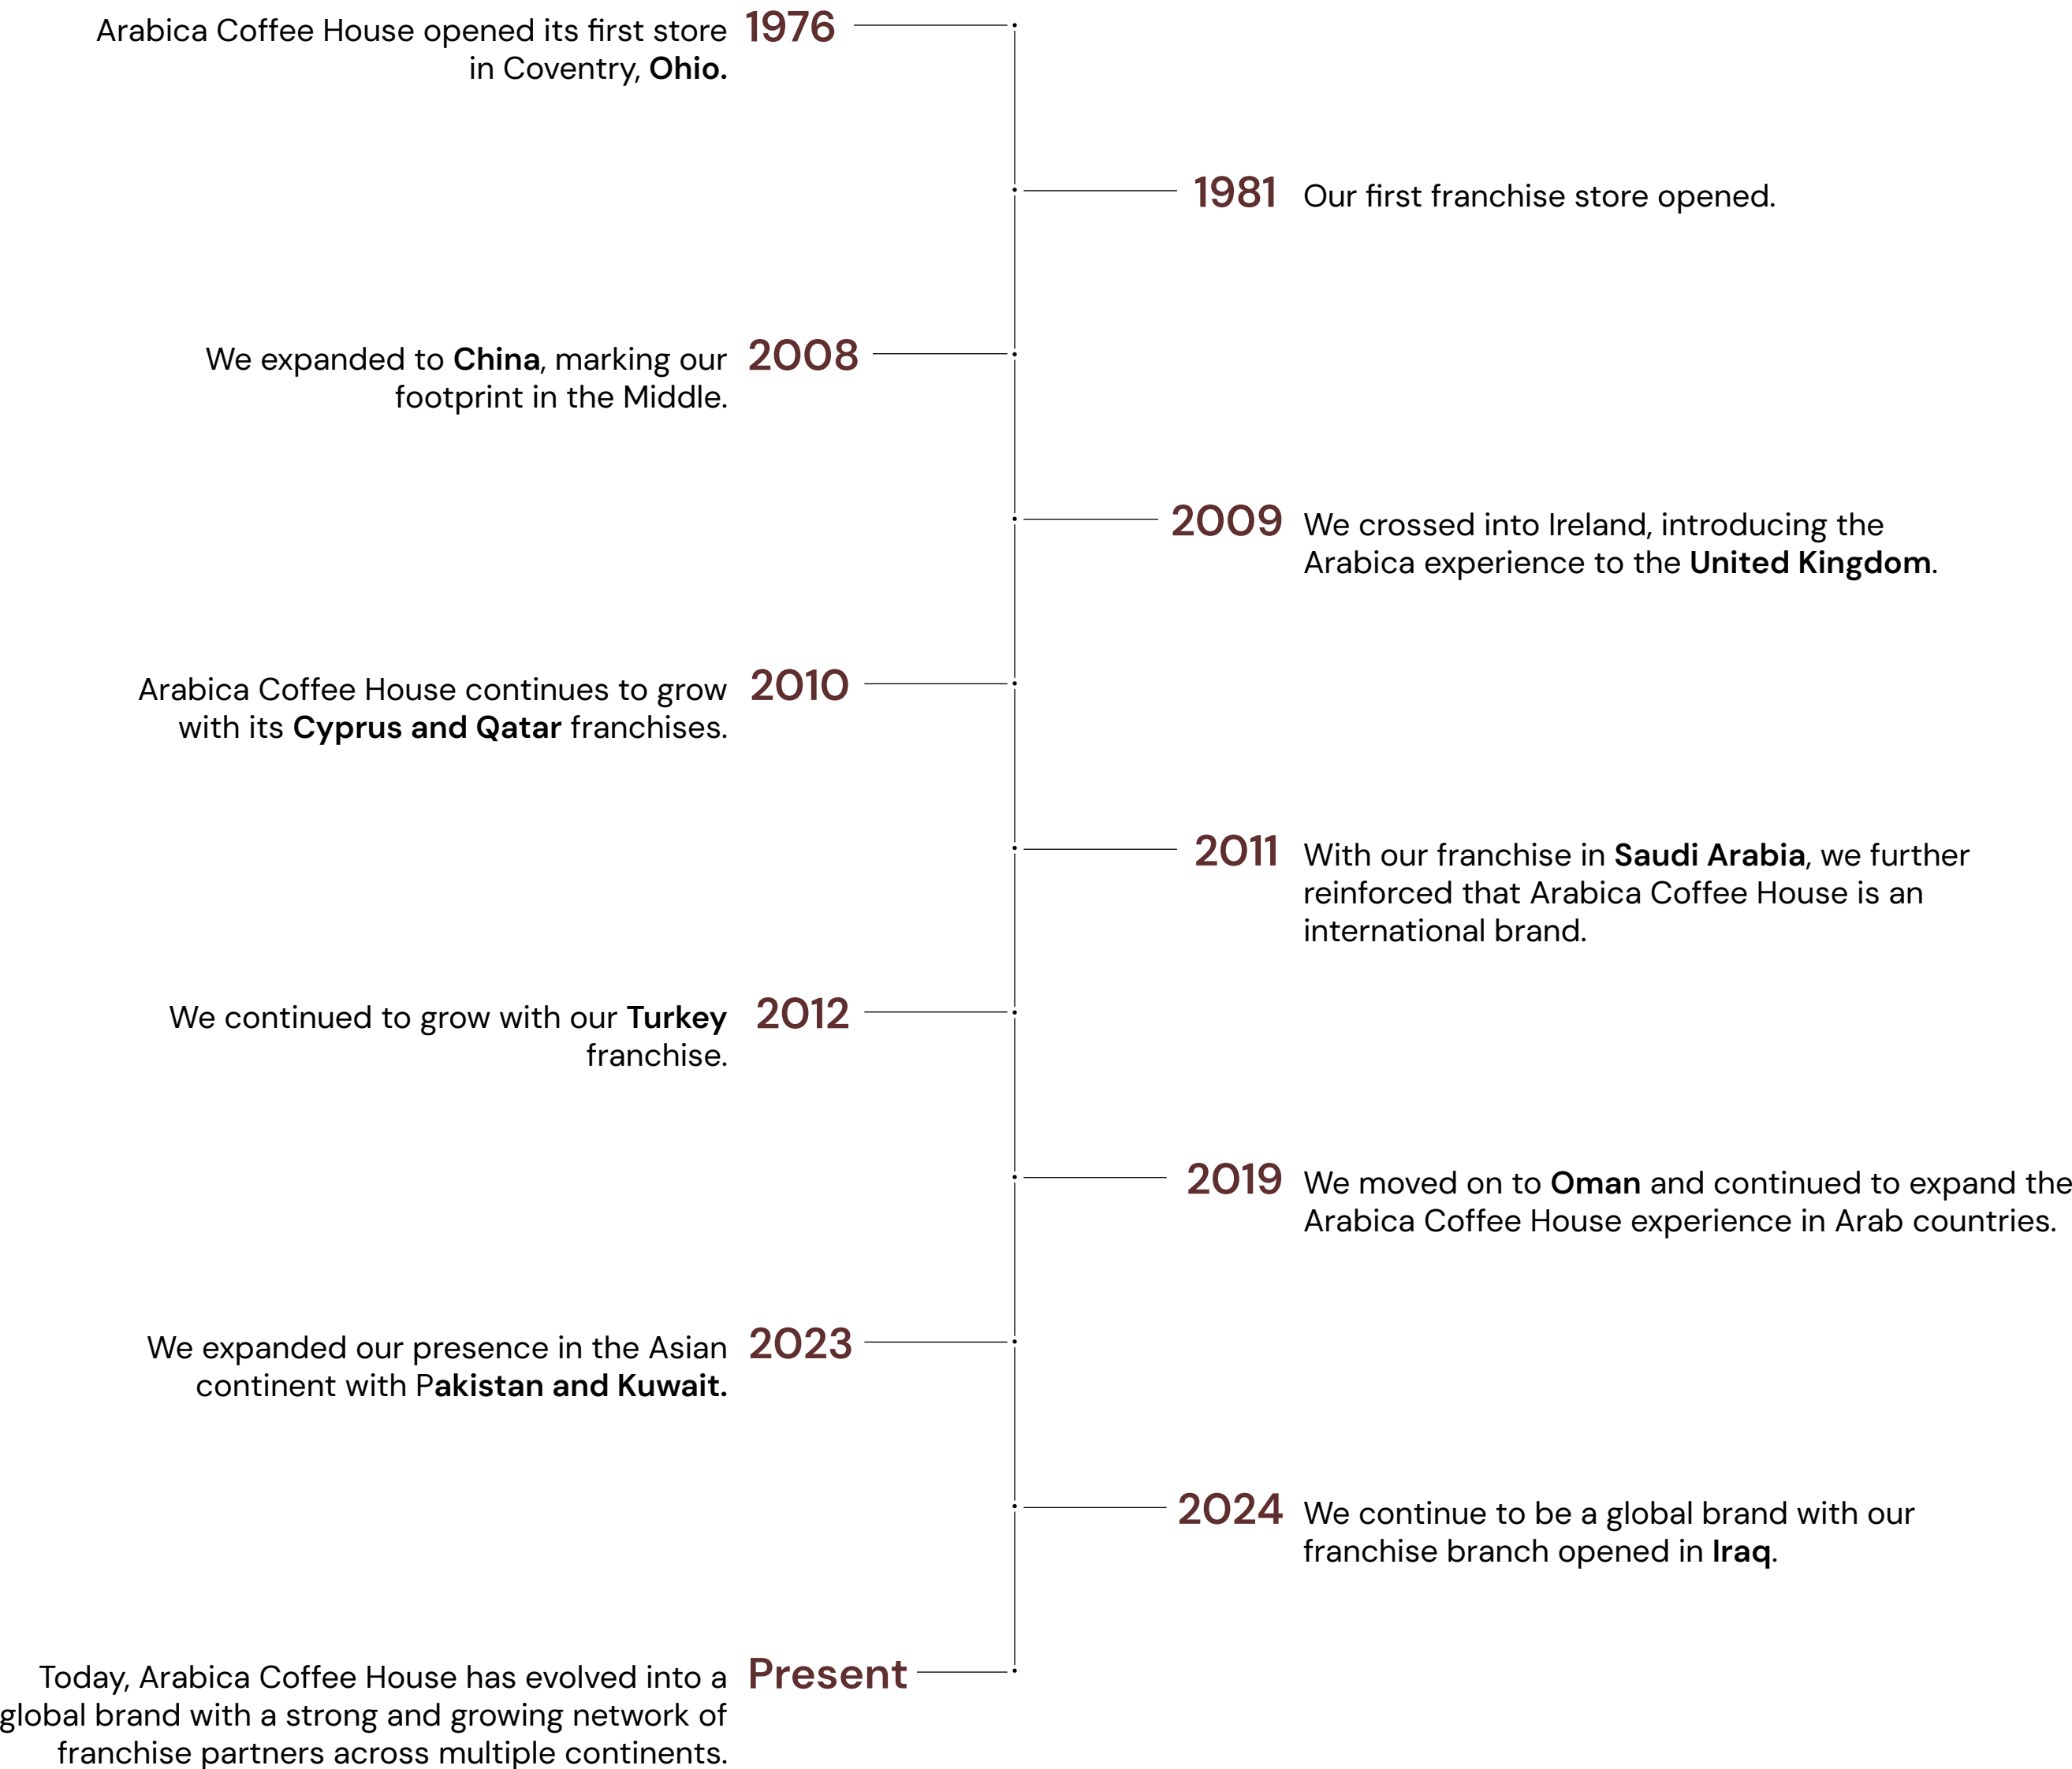 1976
Arabica Coffee House opened its first store
in Coventry, Ohio.
1981
Our first franchise store opened.
2008
We expanded to China, marking our
footprint in the Middle.
2009
We crossed into Ireland, introducing the
Arabica experience to the United Kingdom.
2010
Arabica Coffee House continues to grow
with its Cyprus and Qatar franchises.
2011
With our franchise in Saudi Arabia, we further
reinforced that Arabica Coffee House is an
international brand.
2012
We continued to grow with our Turkey
franchise.
2019
We moved on to Oman and continued to expand the
Arabica Coffee House experience in Arab countries.
2023
We expanded our presence in the Asian
continent with Pakistan and Kuwait.
2024
We continue to be a global brand with our
franchise branch opened in Iraq.
Present
Today, Arabica Coffee House has evolved into a
global brand with a strong and growing network of
franchise partners across multiple continents.